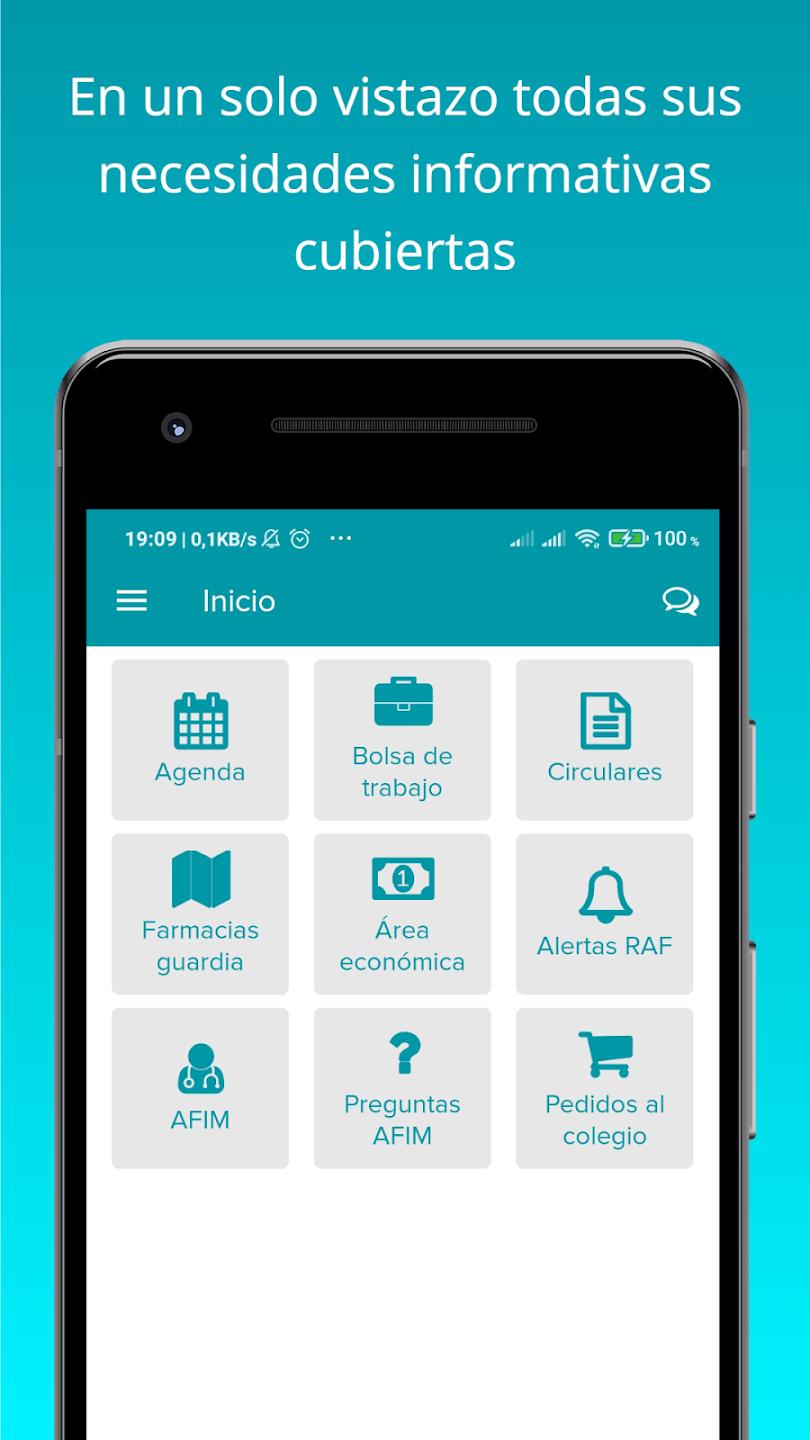 En un solo vistazo todas sus
necesidades informativas
cubiertas
19:09 | 0,1KB/s ... 100 %
Inicio
Agenda
Bolsa de
trabajo
Circulares
Farmacias
guardia
1
Área
económica
Alertas RAF
AFIM
?
Preguntas
AFIM
Pedidos al
colegio